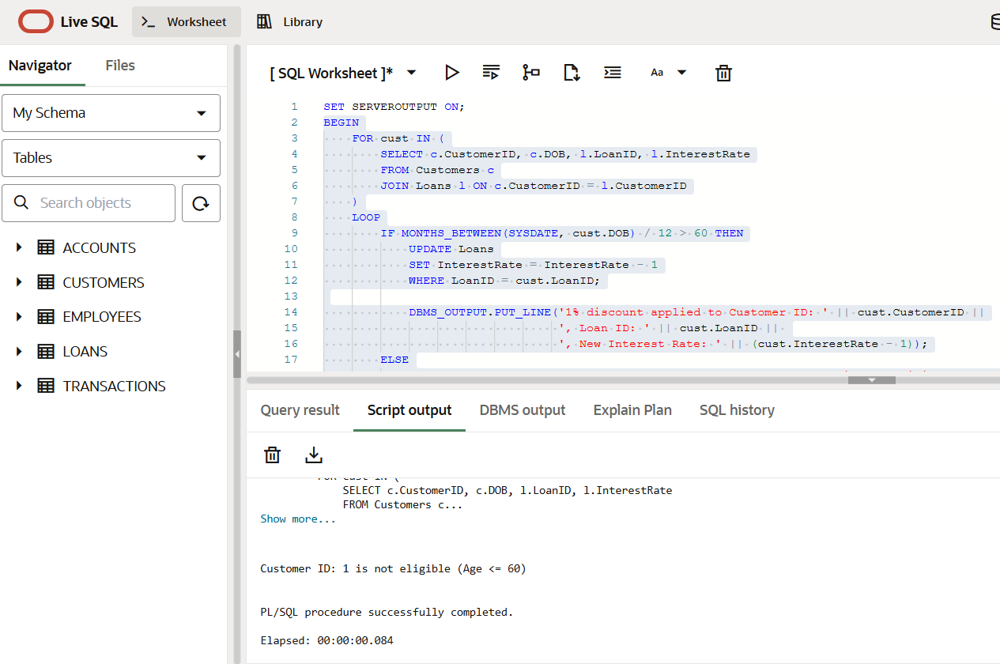 Live SQL
Worksheet
Library
Navigator
Files
[ SQL Worksheet ]*
Aa
My Schema
Tables
Search objects
ACCOUNTS
CUSTOMERS
EMPLOYEES
LOANS
TRANSACTIONS
1 SET SERVEROUTPUT ON;
2 BEGIN
3     FOR cust IN (
4         SELECT c.CustomerID, c.DOB, l.LoanID, l.InterestRate
5         FROM Customers c
6         JOIN Loans l ON c.CustomerID = l.CustomerID
7     )
8     LOOP
9         IF MONTHS_BETWEEN(SYSDATE, cust.DOB) / 12 > 60 THEN
10             UPDATE Loans
11             SET InterestRate = InterestRate - 1
12             WHERE LoanID = cust.LoanID;
13
14             DBMS_OUTPUT.PUT_LINE('1% discount applied to Customer ID: ' || cust.CustomerID ||
15                                  ', Loan ID: ' || cust.LoanID ||
16                                  ', New Interest Rate: ' || (cust.InterestRate - 1));
17         ELSE
Query result
Script output
DBMS output
Explain Plan
SQL history
FOR cust IN (
SELECT c.CustomerID, c.DOB, l.LoanID, l.InterestRate
FROM Customers c...
Show more...
Customer ID: 1 is not eligible (Age <= 60)
PL/SQL procedure successfully completed.
Elapsed: 00:00:00.084